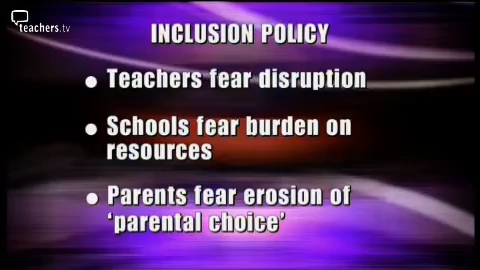 teachers.tv
INCLUSION POLICY
• Teachers fear disruption
• Schools fear burden on
resources
• Parents fear erosion of
‘parental choice’